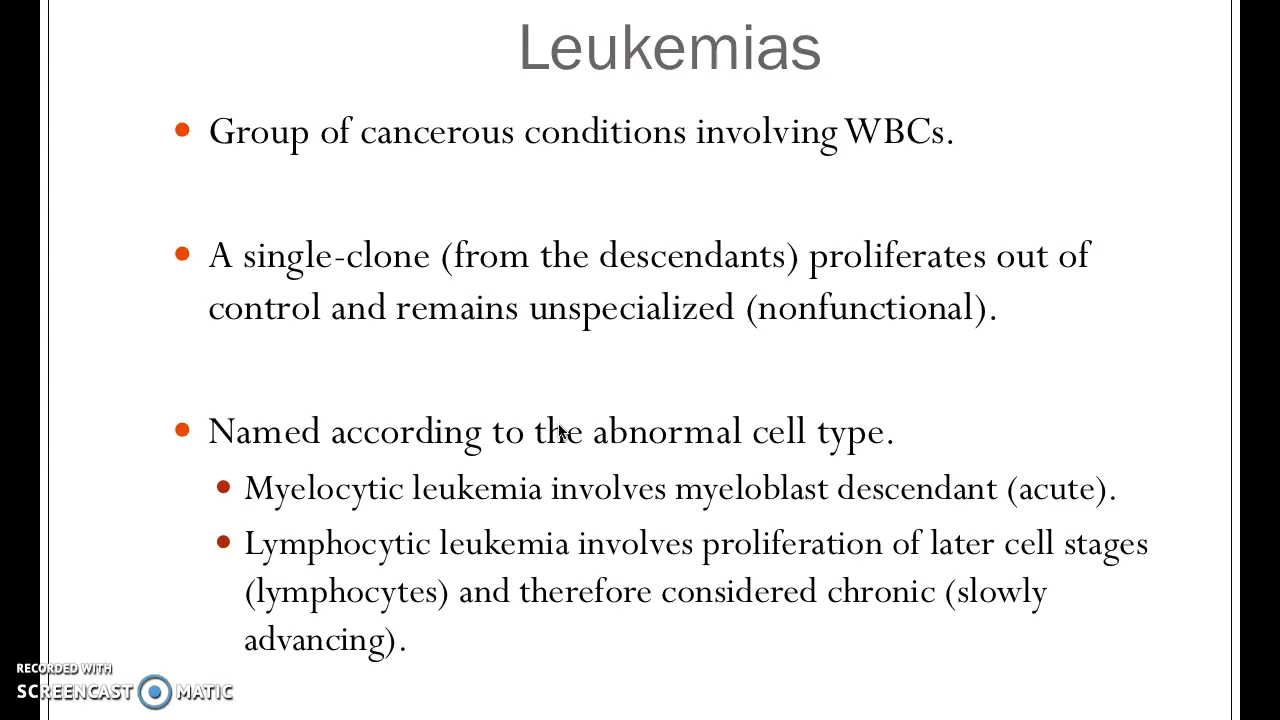 Leukemias
• Group of cancerous conditions involving WBCs.
• A single-clone (from the descendants) proliferates out of
control and remains unspecialized (nonfunctional).
• Named according to the abnormal cell type.
• Myelocytic leukemia involves myeloblast descendant (acute).
• Lymphocytic leukemia involves proliferation of later cell stages
(lymphocytes) and therefore considered chronic (slowly
advancing).
RECORDED WITH
SCREENCAST MATIC